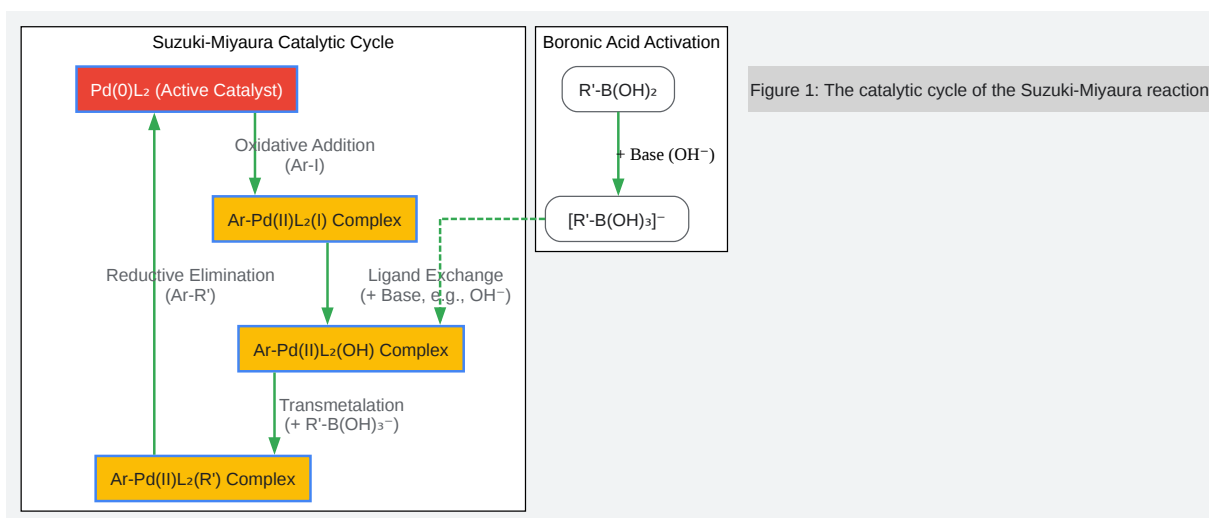 Suzuki-Miyaura Catalytic Cycle
Pd(0)L₂ (Active Catalyst)
Oxidative Addition
(Ar-I)
Ar-Pd(II)L₂(I) Complex
Reductive Elimination
(Ar-R')
Ligand Exchange
(+ Base, e.g., OH⁻)
Ar-Pd(II)L₂(OH) Complex
Transmetalation
(+ R'-B(OH)₃⁻)
Ar-Pd(II)L₂(R') Complex
Boronic Acid Activation
R'-B(OH)₂
+ Base (OH⁻)
[R'-B(OH)₃]⁻
Figure 1: The catalytic cycle of the Suzuki-Miyaura reaction